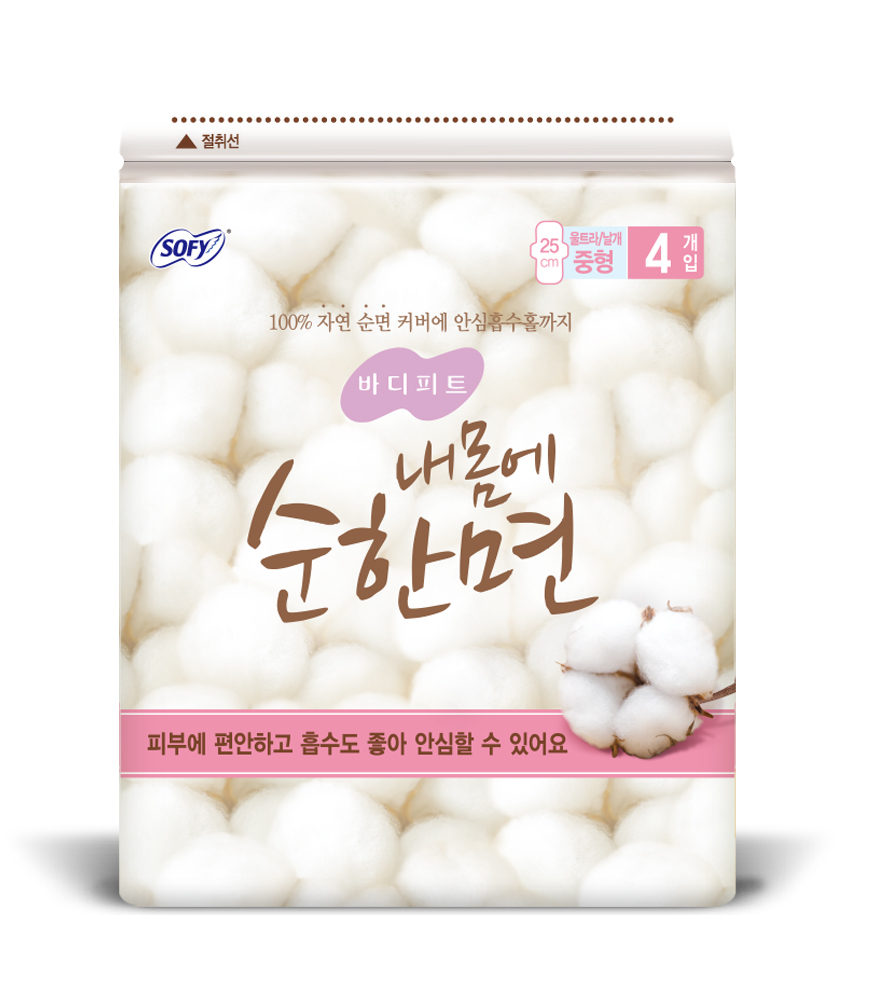 ▲ 절취선
SOFY
25 cm
울트라/날개
중형
4 개입
100% 자연 순면 커버에 안심흡수홀까지
바디피트
내몸에
순한면
피부에 편안하고 흡수도 좋아 안심할 수 있어요